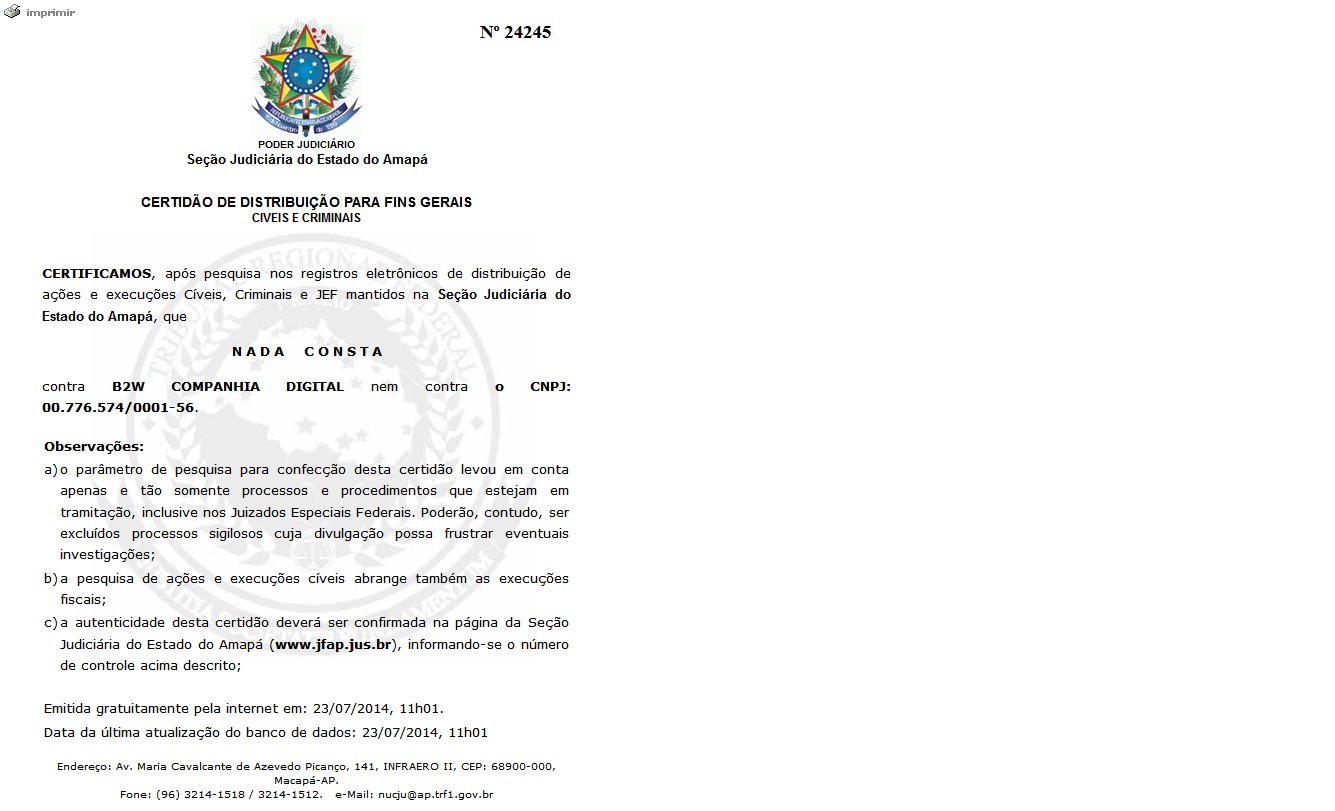 imprimir
Nº 24245
PODER JUDICIÁRIO
Seção Judiciária do Estado do Amapá
CERTIDÃO DE DISTRIBUIÇÃO PARA FINS GERAIS
CIVEIS E CRIMINAIS
CERTIFICAMOS, após pesquisa nos registros eletrônicos de distribuição de
ações e execuções Cíveis, Criminais e JEF mantidos na Seção Judiciária do
Estado do Amapá, que
N A D A C O N S T A
contra B2W COMPANHIA DIGITAL nem contra o CNPJ:
00.776.574/0001-56.
Observações:
a) o parâmetro de pesquisa para confecção desta certidão levou em conta
apenas e tão somente processos e procedimentos que estejam em
tramitação, inclusive nos Juizados Especiais Federais. Poderão, contudo, ser
excluídos processos sigilosos cuja divulgação possa frustrar eventuais
investigações;
b) a pesquisa de ações e execuções cíveis abrange também as execuções
fiscais;
c) a autenticidade desta certidão deverá ser confirmada na página da Seção
Judiciária do Estado do Amapá (www.jfap.jus.br), informando-se o número
de controle acima descrito;
Emitida gratuitamente pela internet em: 23/07/2014, 11h01.
Data da última atualização do banco de dados: 23/07/2014, 11h01
Endereço: Av. Maria Cavalcante de Azevedo Picanço, 141, INFRAERO II, CEP: 68900-000,
Macapá-AP.
Fone: (96) 3214-1518 / 3214-1512. e-Mail: nucju@ap.trf1.gov.br